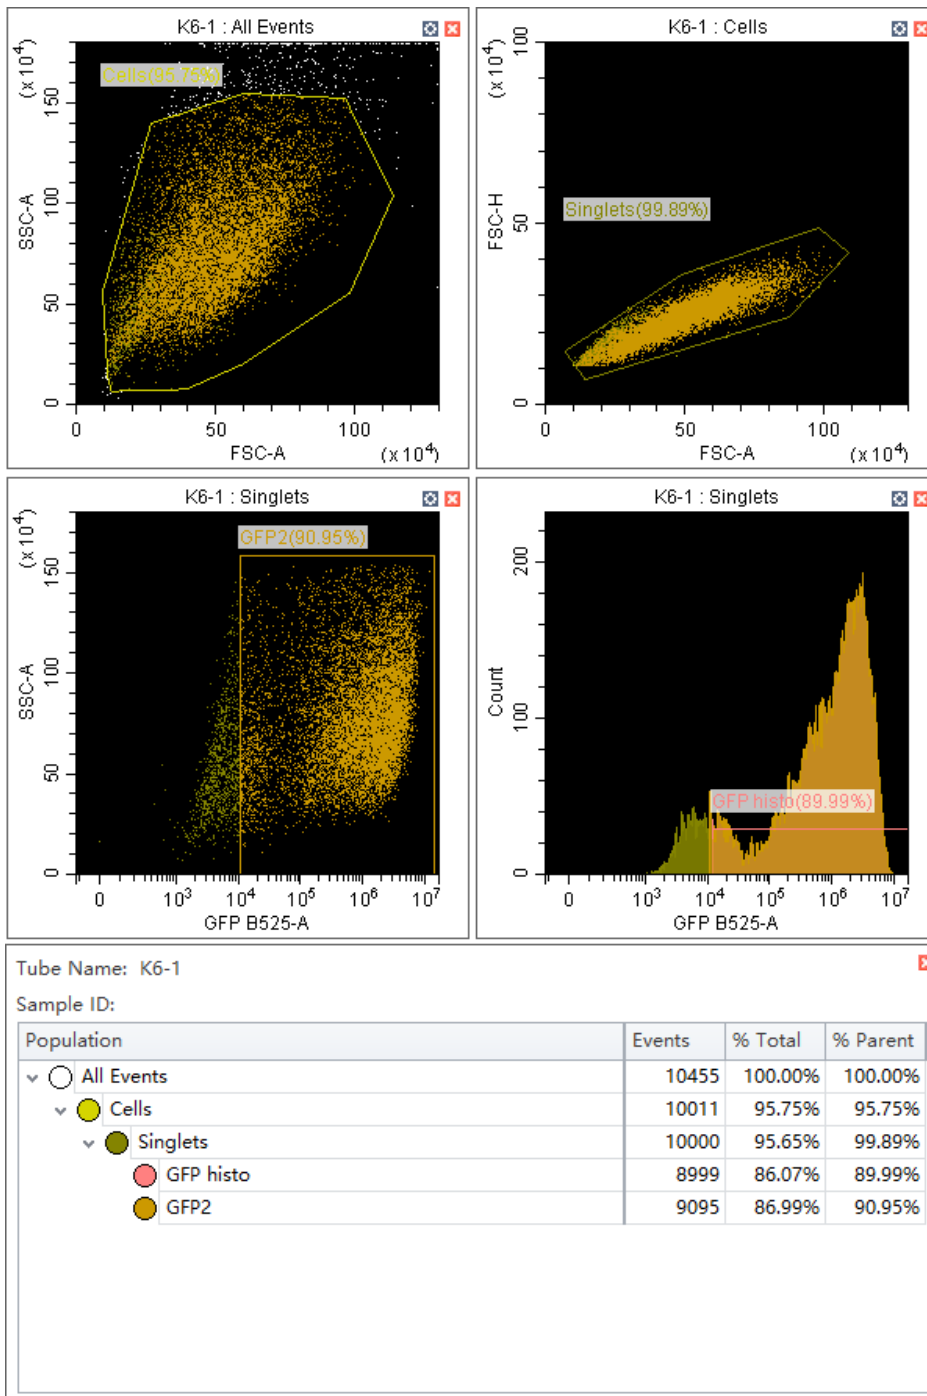 K6-1 : All Events
(x 10⁴)
Cells(95.75%)
150
100
50
0
SSC-A
0 50 100
FSC-A (x 10⁴)
K6-1 : Cells
(x 10⁴)
100
50
0
FSC-H
Singlets(99.89%)
0 50 100
FSC-A (x 10⁴)
K6-1 : Singlets
(x 10⁴)
GFP2(90.95%)
150
100
50
0
SSC-A
0 10³ 10⁴ 10⁵ 10⁶ 10⁷
GFP B525-A
K6-1 : Singlets
200
100
0
Count
GFP histo(89.99%)
0 10³ 10⁴ 10⁵ 10⁶ 10⁷
GFP B525-A
Tube Name: K6-1
Sample ID:
Population Events % Total % Parent
All Events 10455 100.00% 100.00%
Cells 10011 95.75% 95.75%
Singlets 10000 95.65% 99.89%
GFP histo 8999 86.07% 89.99%
GFP2 9095 86.99% 90.95%